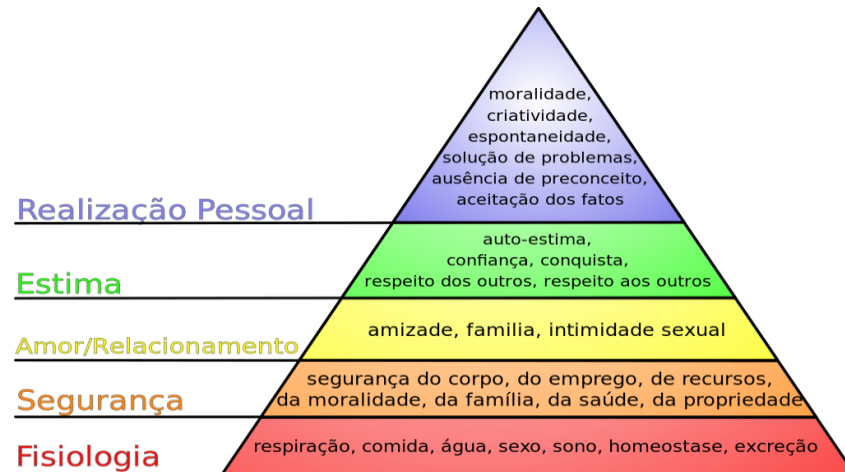 moralidade,
criatividade,
espontaneidade,
solução de problemas,
ausência de preconceito,
aceitação dos fatos
Realização Pessoal
auto-estima,
confiança, conquista,
respeito dos outros, respeito aos outros
Estima
amizade, familia, intimidade sexual
Amor/Relacionamento
segurança do corpo, do emprego, de recursos,
da moralidade, da família, da saúde, da propriedade
Segurança
respiração, comida, água, sexo, sono, homeostase, excreção
Fisiologia